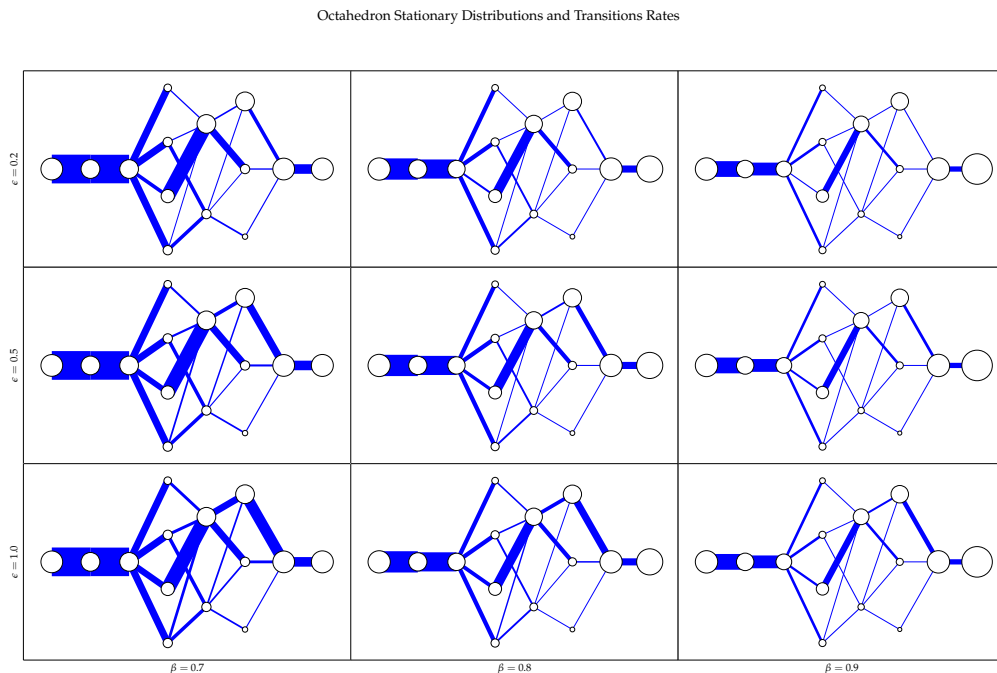 Octahedron Stationary Distributions and Transitions Rates
ϵ = 0.2
ϵ = 0.5
ϵ = 1.0
β = 0.7
β = 0.8
β = 0.9